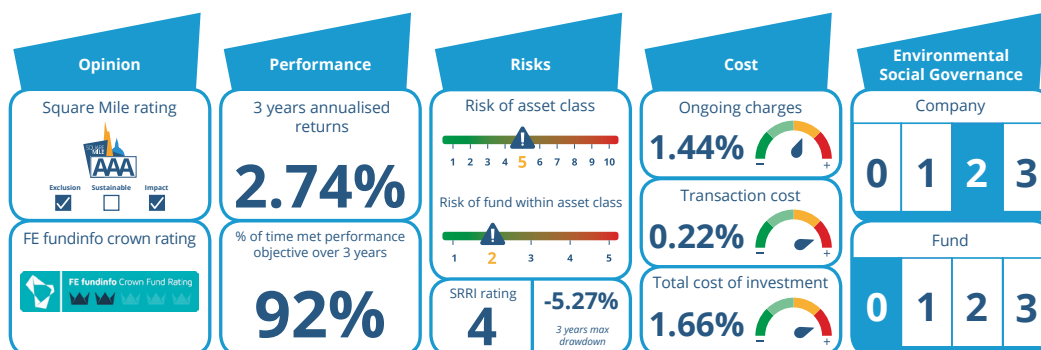 Opinion
Square Mile rating
SQUARE
MILE
AAA
Exclusion Sustainable Impact
FE fundinfo crown rating
FE fundinfo Crown Fund Rating
Performance
3 years annualised
returns
2.74%
% of time met performance
objective over 3 years
92%
Risks
Risk of asset class
!
1 2 3 4 5 6 7 8 9 10
Risk of fund within asset class
!
1 2 3 4 5
SRRI rating
4
-5.27%
3 years max
drawdown
Cost
Ongoing charges
1.44%
− +
Transaction cost
0.22%
− +
Total cost of investment
1.66%
− +
Environmental
Social Governance
Company
0 1 2 3
Fund
0 1 2 3